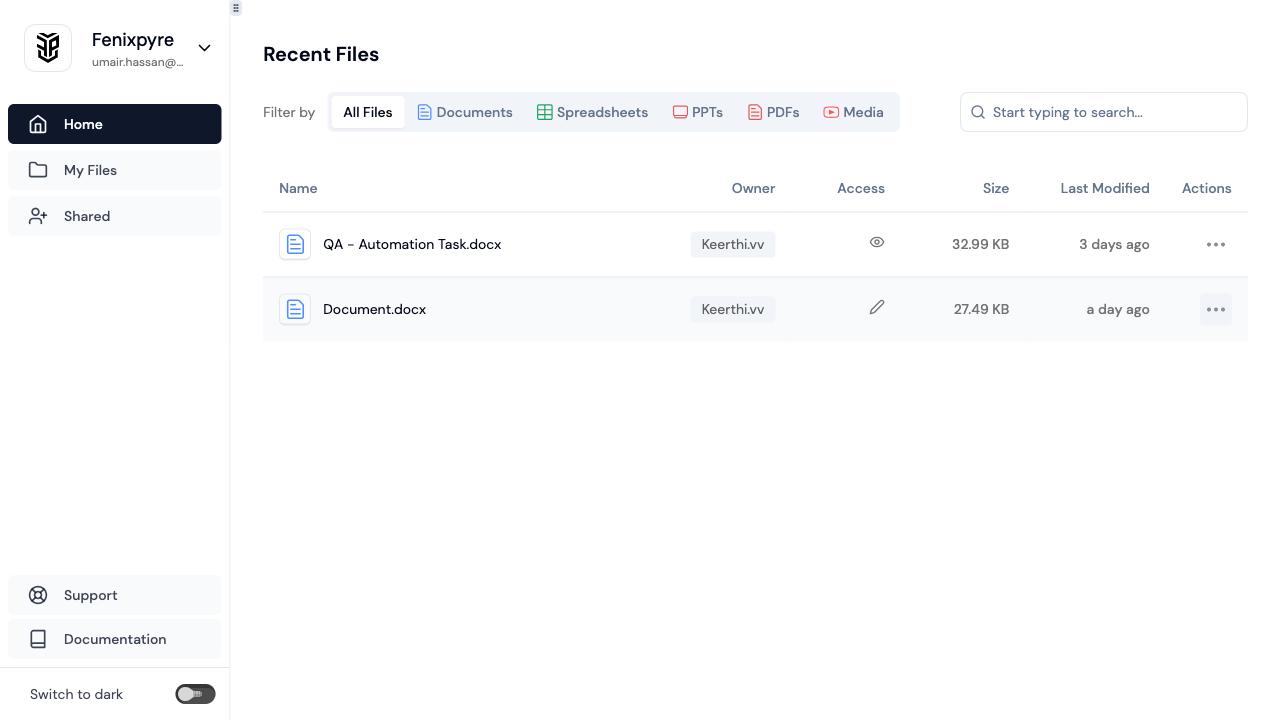 Fenixpyre
umair.hassan@...
Home
My Files
Shared
Support
Documentation
Switch to dark
Recent Files
Filter by All Files Documents Spreadsheets PPTs PDFs Media Start typing to search...
Name Owner Access Size Last Modified Actions
QA - Automation Task.docx Keerthi.vv 32.99 KB 3 days ago
Document.docx Keerthi.vv 27.49 KB a day ago